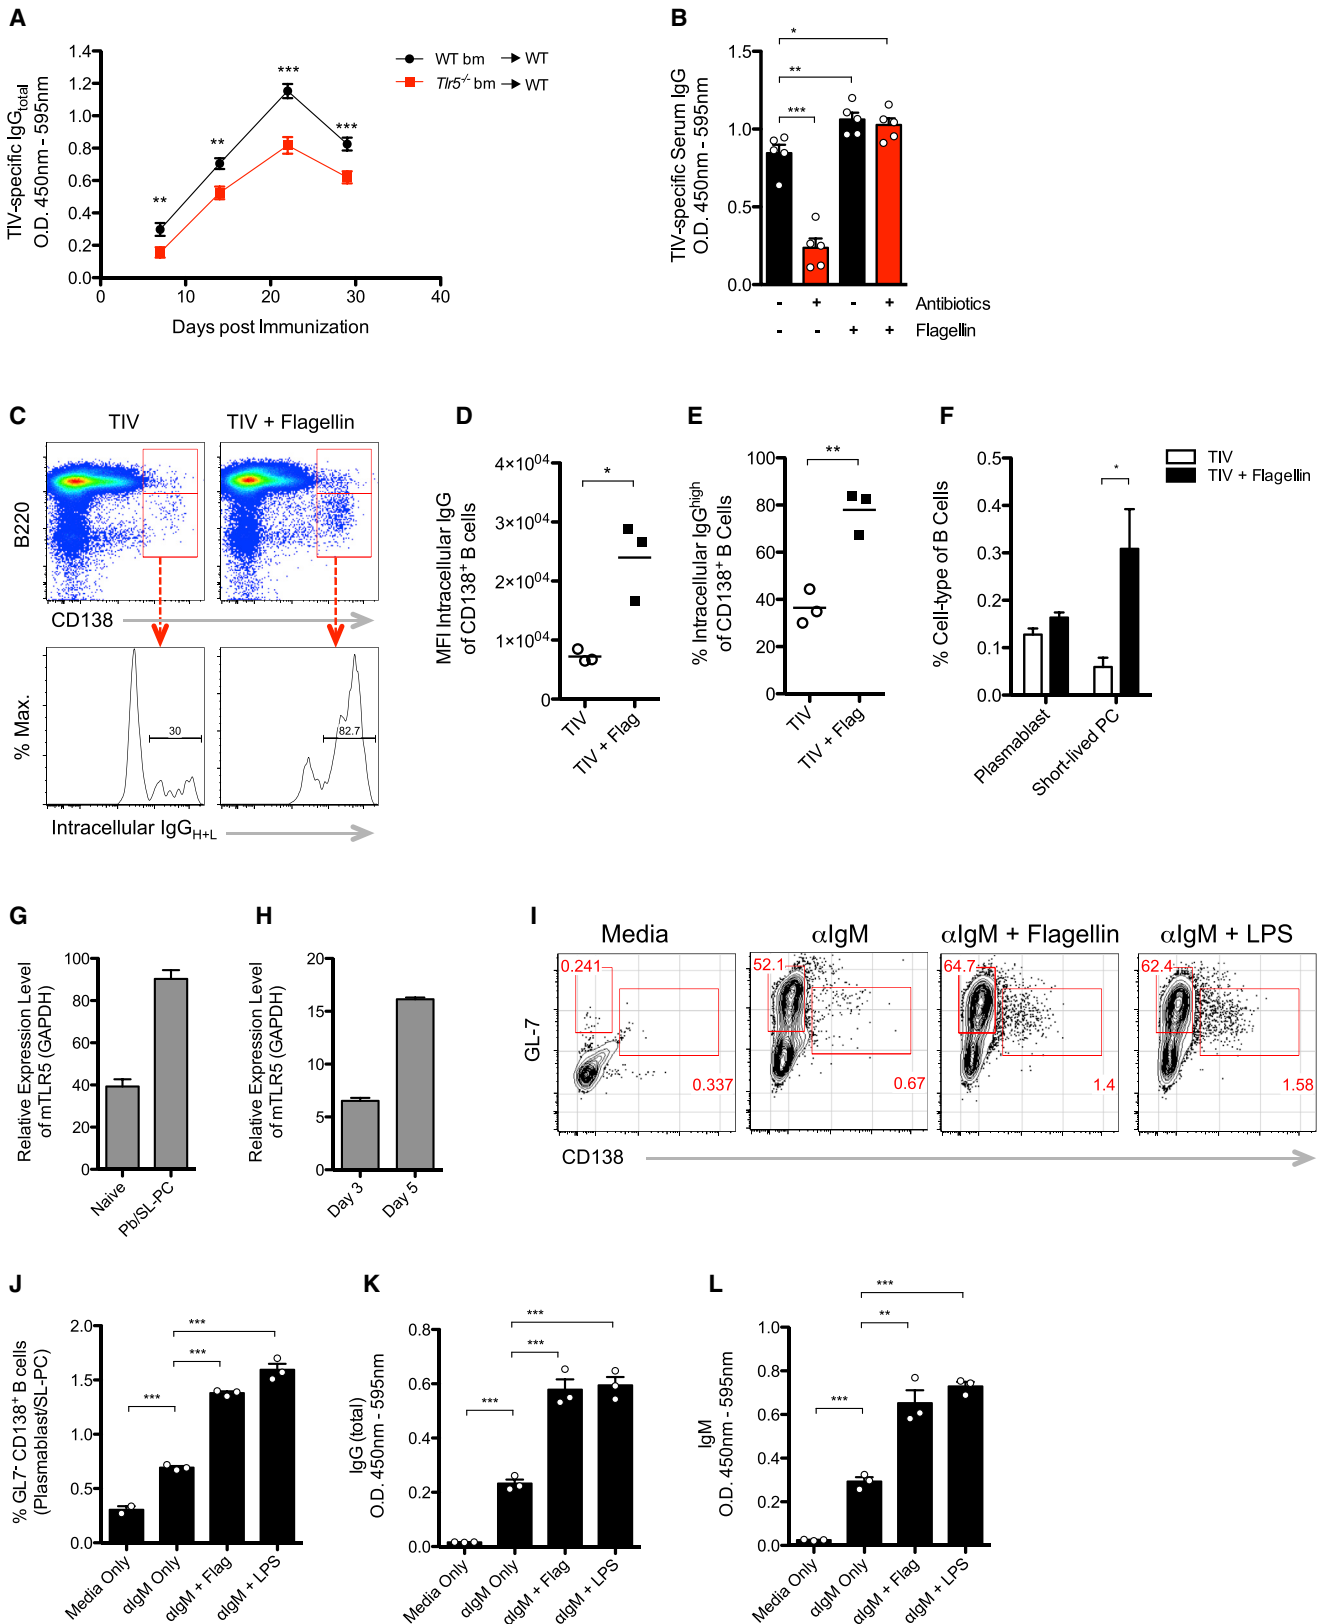 A
TIV-specific IgGtotal
O.D. 450nm - 595nm
1.4
1.2
1.0
0.8
0.6
0.4
0.2
0.0
**
**
***
***
0
10
20
30
40
Days post Immunization
WT bm → WT
Tlr5-/- bm → WT
B
TIV-specific Serum IgG
O.D. 450nm - 595nm
1.5
1.0
0.5
0.0
*
**
***
- + - + Antibiotics
- - + + Flagellin
C
TIV
TIV + Flagellin
B220
CD138
% Max.
30
82.7
Intracellular IgGH+L
D
MFI Intracellular IgG
of CD138+ B cells
4×10^04
3×10^04
2×10^04
1×10^04
0
*
TIV
TIV + Flag
E
% Intracellular IgGhigh
of CD138+ B Cells
100
80
60
40
20
0
**
TIV
TIV + Flag
F
% Cell-type of B Cells
0.5
0.4
0.3
0.2
0.1
0.0
*
Plasmablast
Short-lived PC
TIV
TIV + Flagellin
G
Relative Expression Level
of mTLR5 (GAPDH)
100
80
60
40
20
0
Naive
Pb/SL-PC
H
Relative Expression Level
of mTLR5 (GAPDH)
20
15
10
5
0
Day 3
Day 5
I
Media
αIgM
αIgM + Flagellin
αIgM + LPS
GL-7
0.241
0.337
52.1
0.67
64.7
1.4
62.4
1.58
CD138
J
% GL7- CD138+ B cells
(Plasmablast/SL-PC)
2.0
1.5
1.0
0.5
0.0
***
***
***
Media Only
αIgM Only
αIgM + Flag
αIgM + LPS
K
IgG (total)
O.D. 450nm - 595nm
0.8
0.6
0.4
0.2
0.0
***
***
***
Media Only
αIgM Only
αIgM + Flag
αIgM + LPS
L
IgM
O.D. 450nm - 595nm
1.0
0.8
0.6
0.4
0.2
0.0
***
**
***
Media Only
αIgM Only
αIgM + Flag
αIgM + LPS